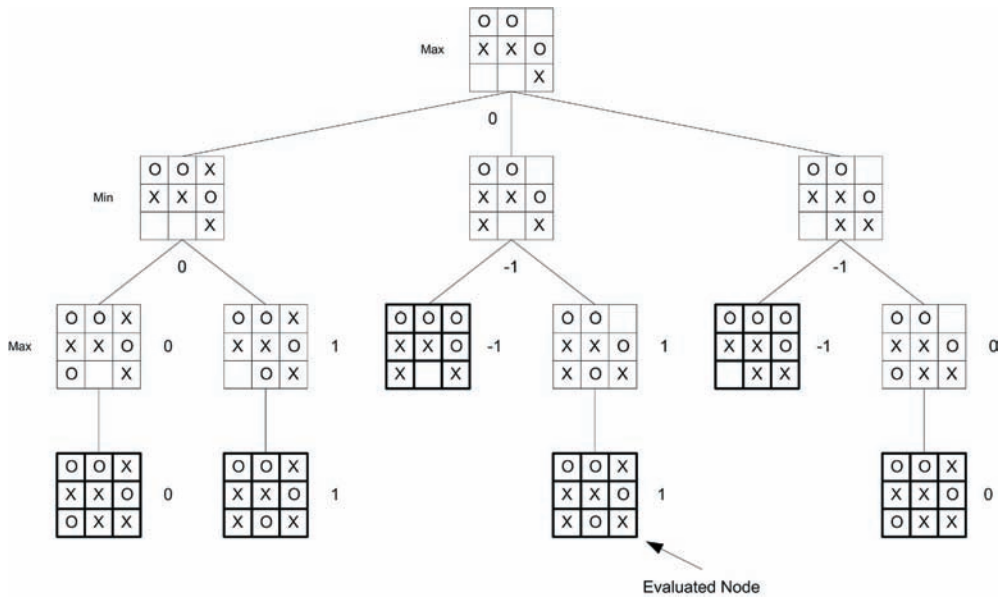 O O
Max X X O
X
0
O O X O O O O
Min X X O X X O X X O
X X X X X
0 -1 -1
O O X O O X O O O O O O O O O O
Max X X O 0 X X O 1 X X O -1 X X O 1 X X O -1 X X O 0
O X O X X X X O X X X O X X
O O X O O X O O X O O X
X X O 0 X X O 1 X X O 1 X X O 0
O X X X O X X O X O X X
Evaluated Node